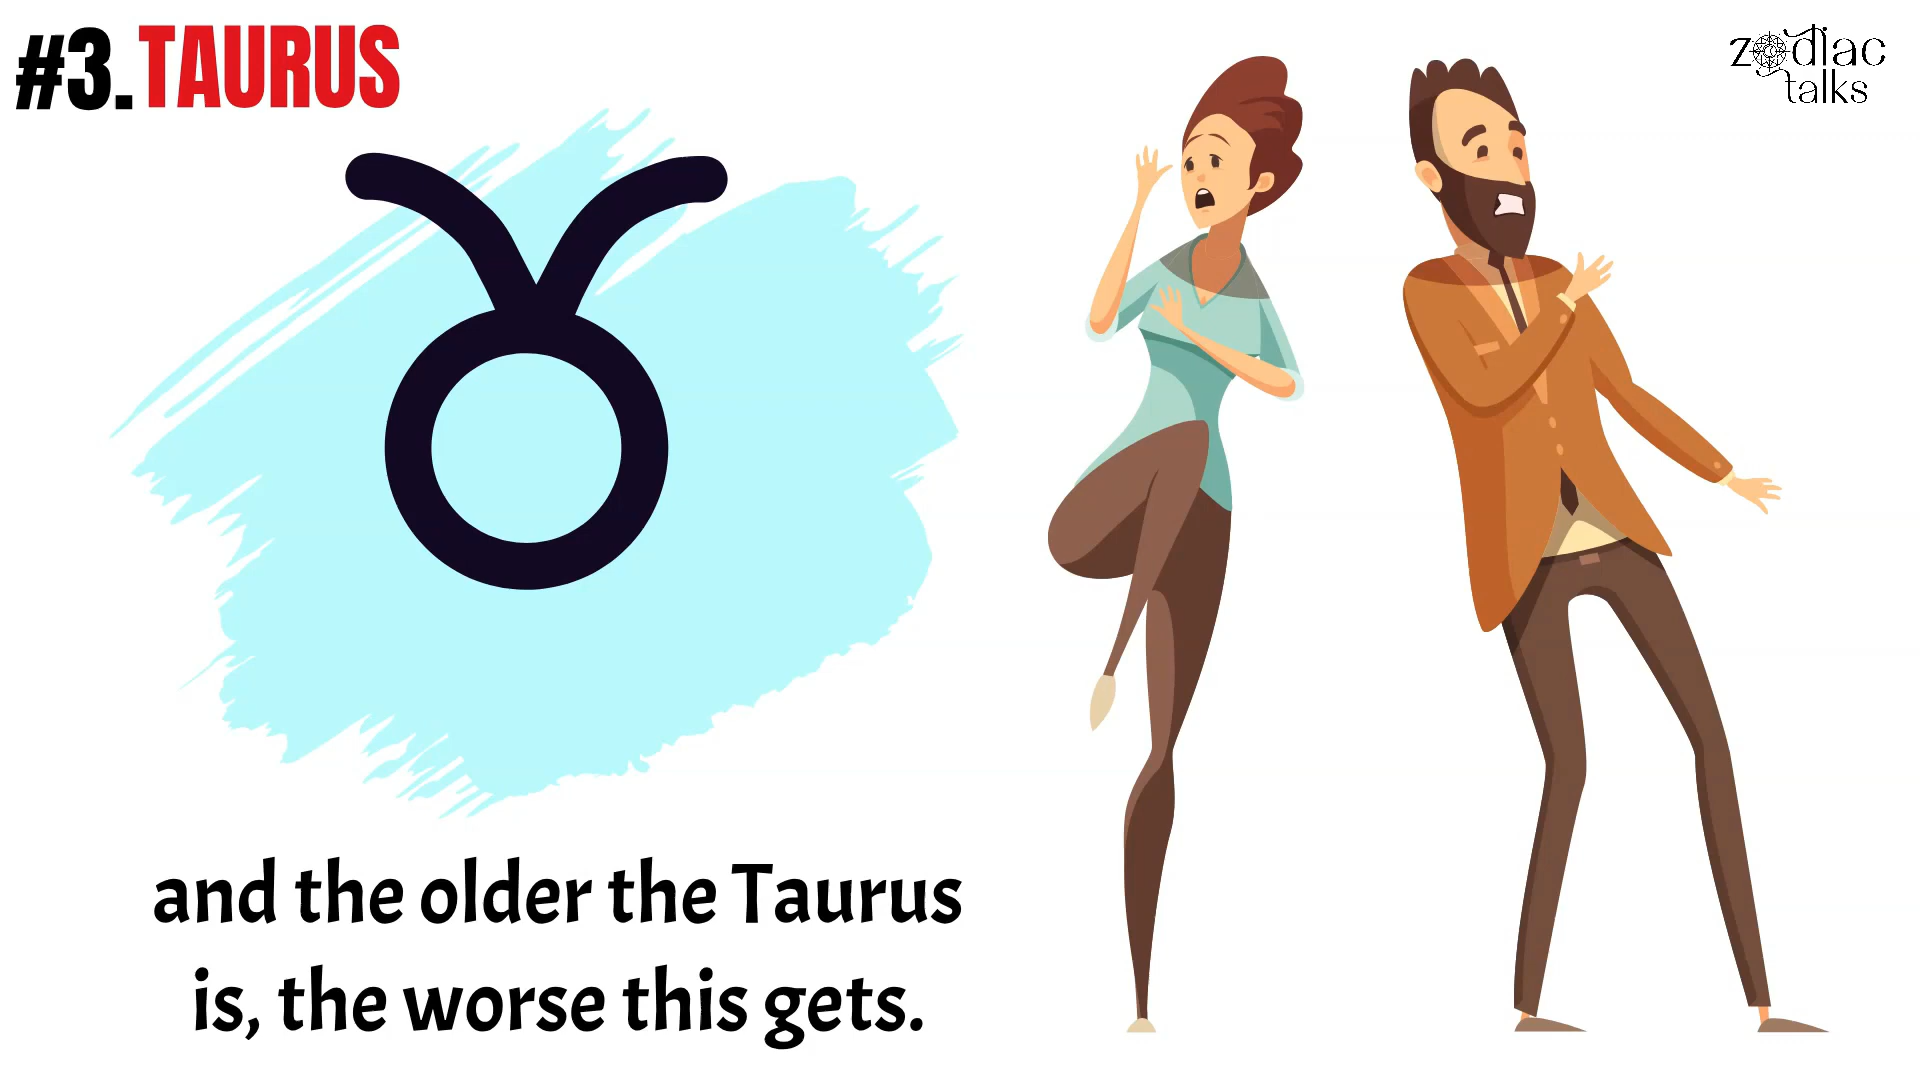 #3. TAURUS
zodiac
talks
and the older the Taurus
is, the worse this gets.